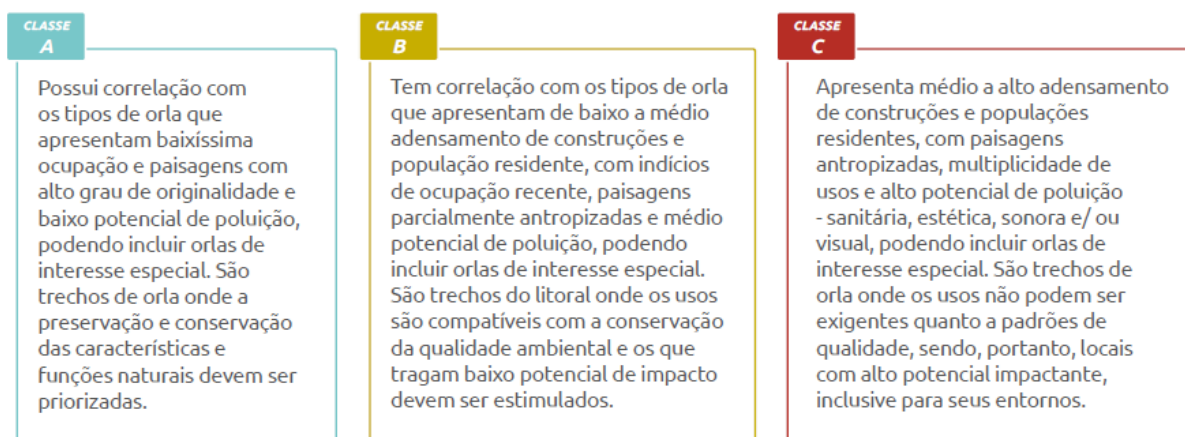 CLASSE
A
Possui correlação com
os tipos de orla que
apresentam baixíssima
ocupação e paisagens com
alto grau de originalidade e
baixo potencial de poluição,
podendo incluir orlas de
interesse especial. São
trechos de orla onde a
preservação e conservação
das características e
funções naturais devem ser
priorizadas.
CLASSE
B
Tem correlação com os tipos de orla
que apresentam de baixo a médio
adensamento de construções e
população residente, com indícios
de ocupação recente, paisagens
parcialmente antropizadas e médio
potencial de poluição, podendo
incluir orlas de interesse especial.
São trechos do litoral onde os usos
são compatíveis com a conservação
da qualidade ambiental e os que
tragam baixo potencial de impacto
devem ser estimulados.
CLASSE
C
Apresenta médio a alto adensamento
de construções e populações
residentes, com paisagens
antropizadas, multiplicidade de
usos e alto potencial de poluição
- sanitária, estética, sonora e/ ou
visual, podendo incluir orlas de
interesse especial. São trechos de
orla onde os usos não podem ser
exigentes quanto a padrões de
qualidade, sendo, portanto, locais
com alto potencial impactante,
inclusive para seus entornos.